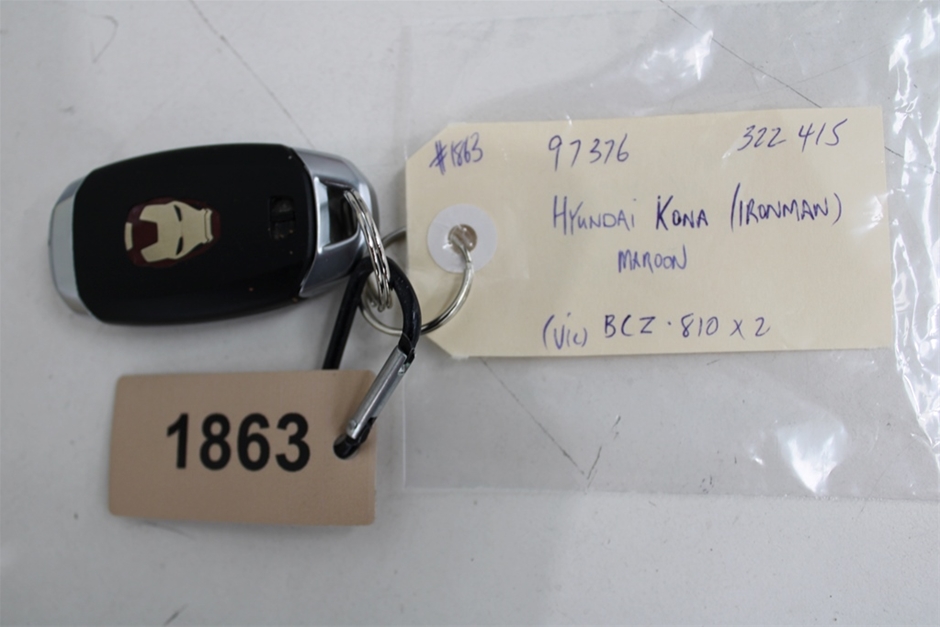 #1863 97376 322 415
HYUNDAI KONA (IRONMAN)
MAROON
(VIC) BCZ·810 x 2
1863